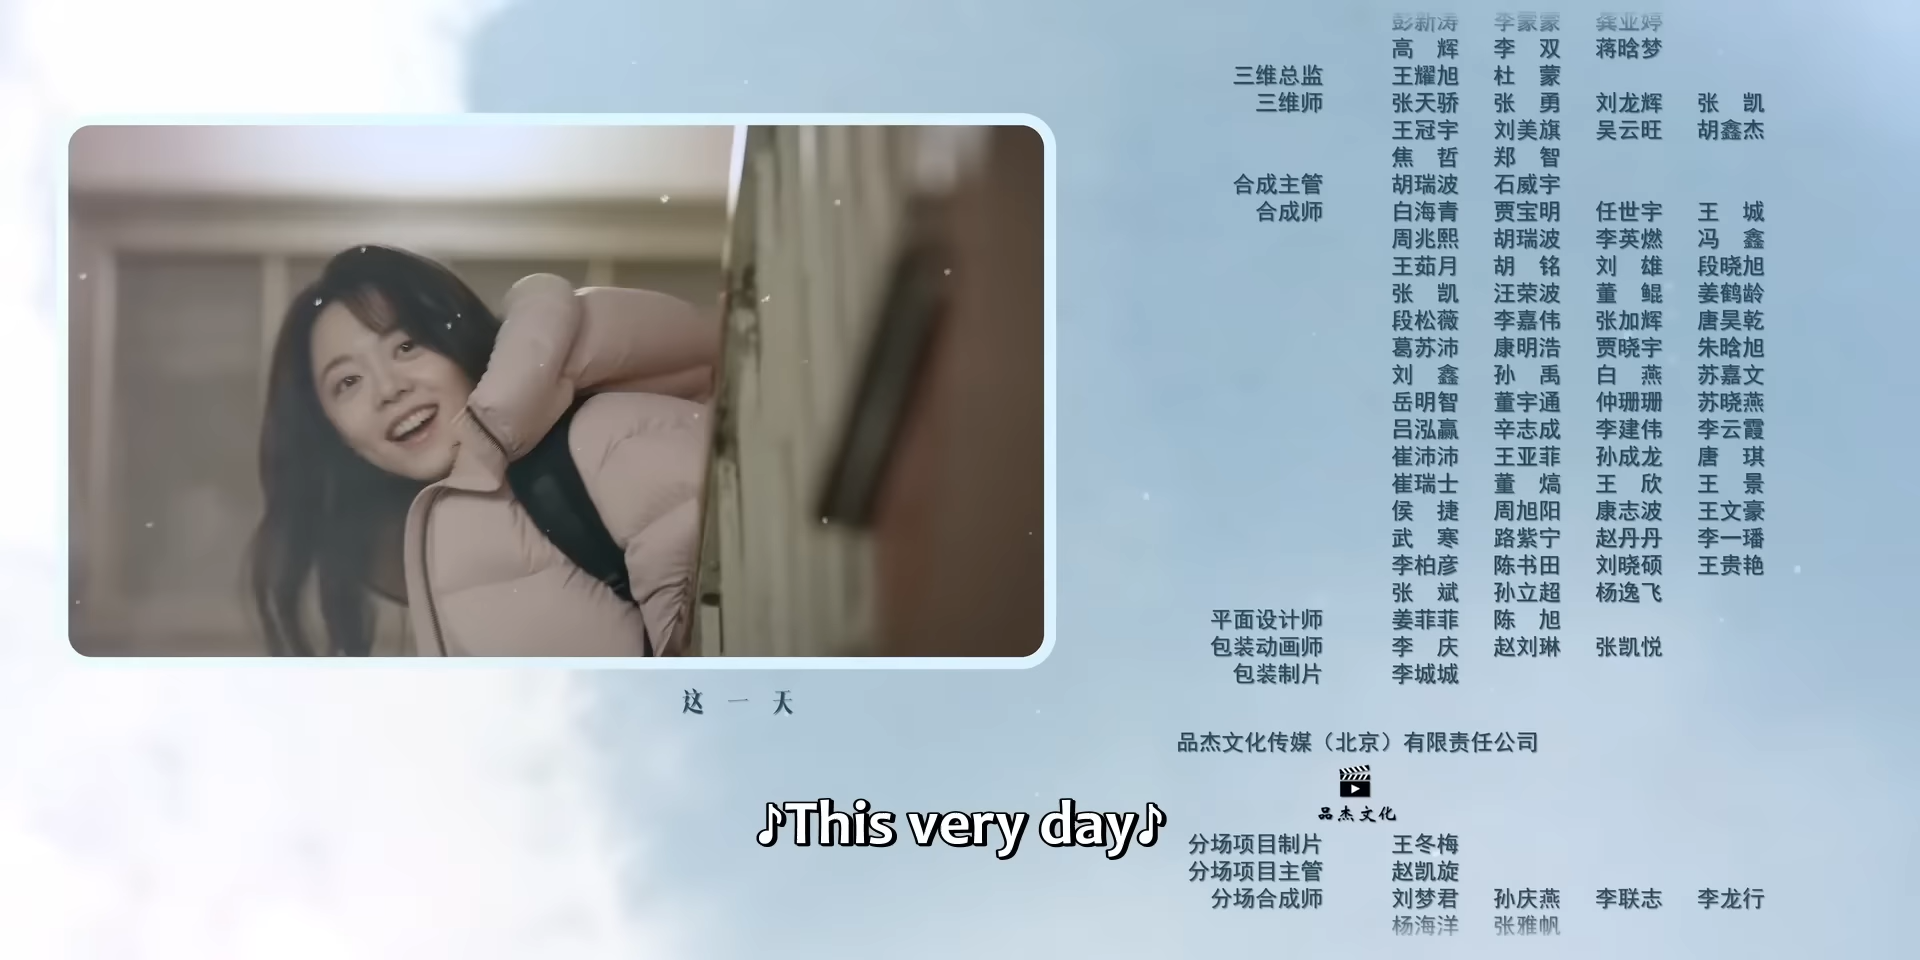 彭新涛 李蒙蒙 龚亚婷
高 辉 李 双 蒋晗梦
三维总监 王耀旭 杜 蒙
三维师 张天骄 张 勇 刘龙辉 张 凯
王冠宇 刘美旗 吴云旺 胡鑫杰
焦 哲 郑 智
合成主管 胡瑞波 石威宇
合成师 白海青 贾宝明 任世宇 王 城
周兆熙 胡瑞波 李英燃 冯 鑫
王茹月 胡 铭 刘 雄 段晓旭
张 凯 汪荣波 董 鲲 姜鹤龄
段松薇 李嘉伟 张加辉 唐昊乾
葛苏沛 康明浩 贾晓宇 朱晗旭
刘 鑫 孙 禹 白 燕 苏嘉文
岳明智 董宇通 仲珊珊 苏晓燕
吕泓赢 辛志成 李建伟 李云霞
崔沛沛 王亚菲 孙成龙 唐 琪
崔瑞士 董 熇 王 欣 王 景
侯 捷 周旭阳 康志波 王文豪
武 寒 路紫宁 赵丹丹 李一璠
李柏彦 陈书田 刘晓硕 王贵艳
张 斌 孙立超 杨逸飞
平面设计师 姜菲菲 陈 旭
包装动画师 李 庆 赵刘琳 张凯悦
包装制片 李城城
这 一 天
品杰文化传媒（北京）有限责任公司
品杰文化
♪This very day♪
分场项目制片 王冬梅
分场项目主管 赵凯旋
分场合成师 刘梦君 孙庆燕 李联志 李龙行
杨海洋 张雅帆